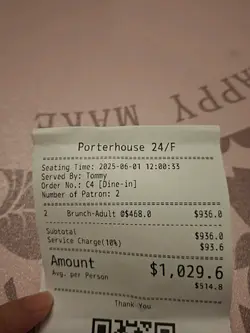 HAPPY MAKE
Porterhouse 24/F
Seating Time: 2025-06-01 12:00:33
Served By: Tommy
Order No.: C4 [Dine-in]
Number of Patron: 2
2 Brunch-Adult @$468.0 $936.0
Subtotal $936.0
Service Charge(10%) $93.6
Amount $1,029.6
Avg. per Person $514.8
Thank You